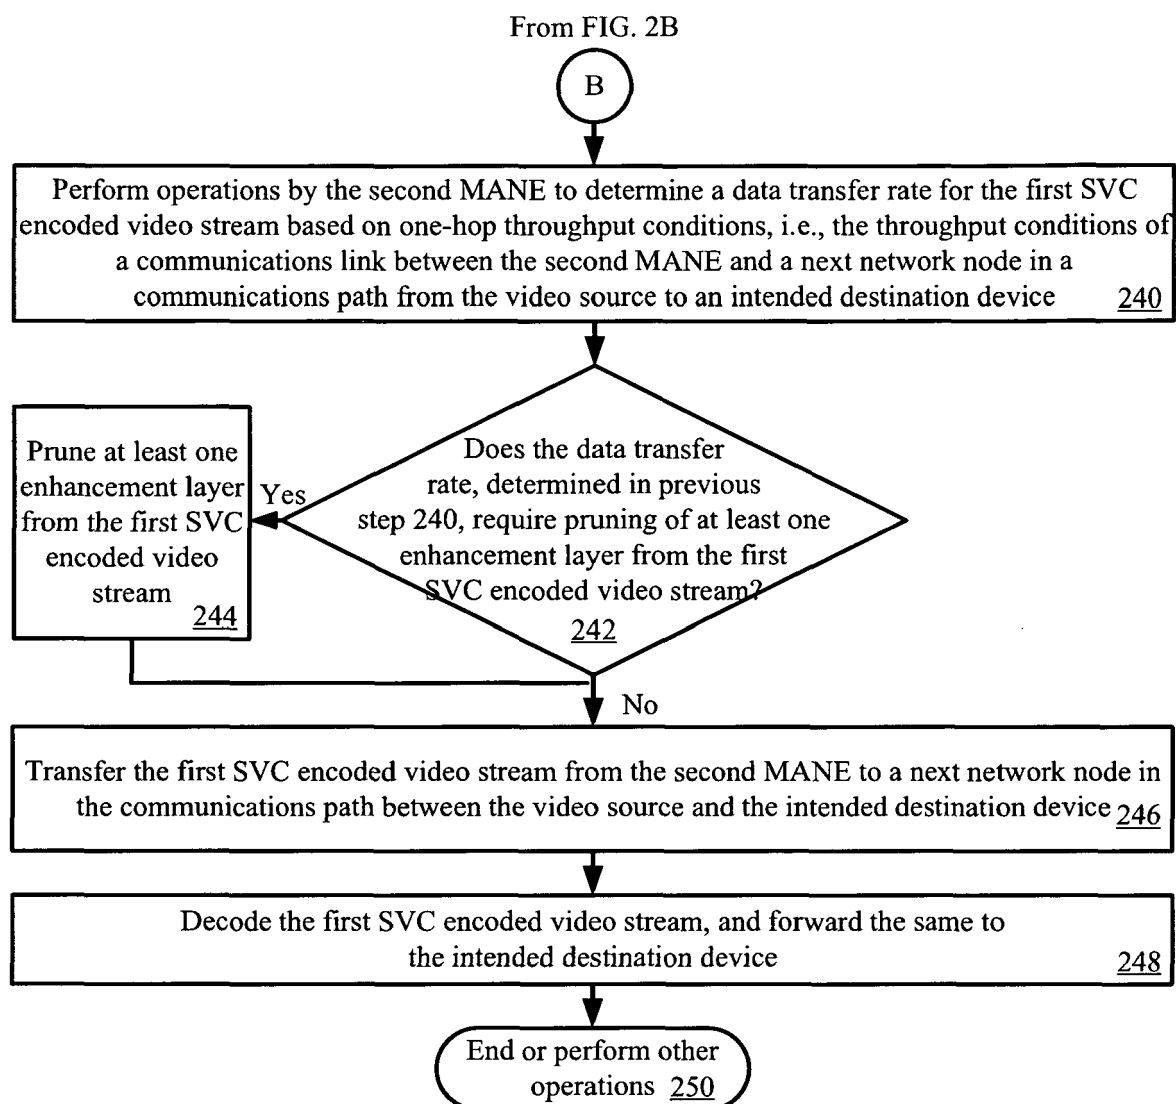 From FIG. 2B
B
Perform operations by the second MANE to determine a data transfer rate for the first SVC
encoded video stream based on one-hop throughput conditions, i.e., the throughput conditions of
a communications link between the second MANE and a next network node in a
communications path from the video source to an intended destination device 240
Does the data transfer
rate, determined in previous
step 240, require pruning of at least one
enhancement layer from the first
SVC encoded video stream?
242
Yes
Prune at least one
enhancement layer
from the first SVC
encoded video
stream
244
No
Transfer the first SVC encoded video stream from the second MANE to a next network node in
the communications path between the video source and the intended destination device 246
Decode the first SVC encoded video stream, and forward the same to
the intended destination device 248
End or perform other
operations 250